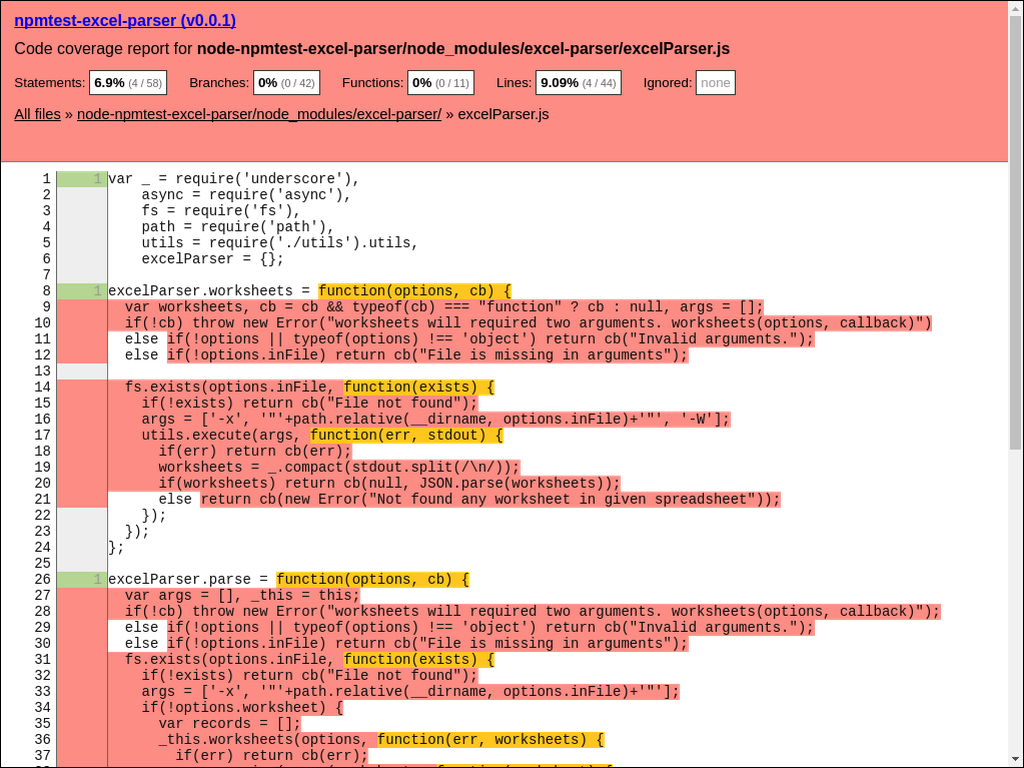 npmtest-excel-parser (v0.0.1)
Code coverage report for node-npmtest-excel-parser/node_modules/excel-parser/excelParser.js
Statements: 6.9% (4 / 58) Branches: 0% (0 / 42) Functions: 0% (0 / 11) Lines: 9.09% (4 / 44) Ignored: none
All files » node-npmtest-excel-parser/node_modules/excel-parser/ » excelParser.js
1 1 var _ = require('underscore'),
2 async = require('async'),
3 fs = require('fs'),
4 path = require('path'),
5 utils = require('./utils').utils,
6 excelParser = {};
7
8 1 excelParser.worksheets = function(options, cb) {
9 var worksheets, cb = cb && typeof(cb) === "function" ? cb : null, args = [];
10 if(!cb) throw new Error("worksheets will required two arguments. worksheets(options, callback)")
11 else if(!options || typeof(options) !== 'object') return cb("Invalid arguments.");
12 else if(!options.inFile) return cb("File is missing in arguments");
13
14 fs.exists(options.inFile, function(exists) {
15 if(!exists) return cb("File not found");
16 args = ['-x', '"'+path.relative(__dirname, options.inFile)+'"', '-W'];
17 utils.execute(args, function(err, stdout) {
18 if(err) return cb(err);
19 worksheets = _.compact(stdout.split(/\n/));
20 if(worksheets) return cb(null, JSON.parse(worksheets));
21 else return cb(new Error("Not found any worksheet in given spreadsheet"));
22 });
23 });
24 };
25
26 1 excelParser.parse = function(options, cb) {
27 var args = [], _this = this;
28 if(!cb) throw new Error("worksheets will required two arguments. worksheets(options, callback)");
29 else if(!options || typeof(options) !== 'object') return cb("Invalid arguments.");
30 else if(!options.inFile) return cb("File is missing in arguments");
31 fs.exists(options.inFile, function(exists) {
32 if(!exists) return cb("File not found");
33 args = ['-x', '"'+path.relative(__dirname, options.inFile)+'"'];
34 if(!options.worksheet) {
35 var records = [];
36 _this.worksheets(options, function(err, worksheets) {
37 if(err) return cb(err);